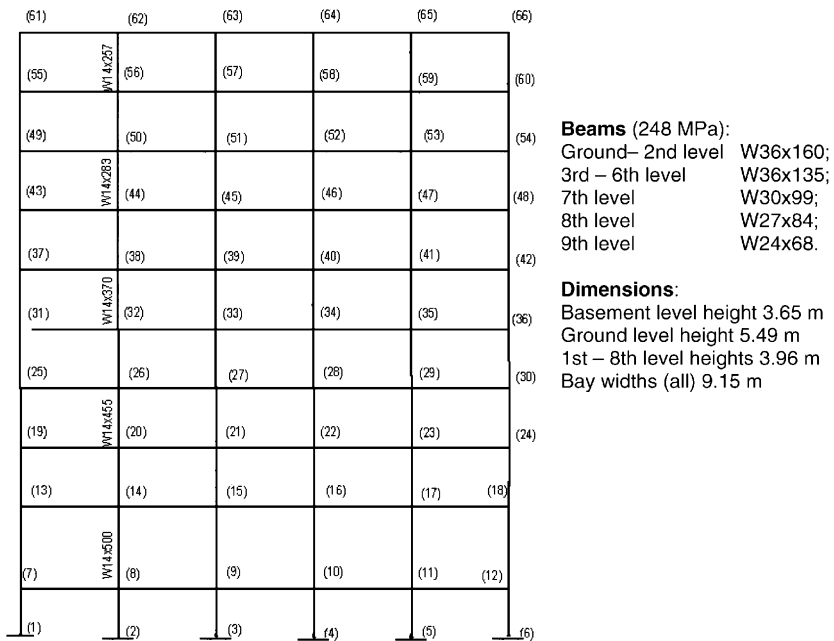 (61) (62) (63) (64) (65) (66)
W14x257
(55) (56) (57) (58) (59) (60)
(49) (50) (51) (52) (53) (54)
W14x283
(43) (44) (45) (46) (47) (48)
(37) (38) (39) (40) (41) (42)
W14x370
(31) (32) (33) (34) (35) (36)
(25) (26) (27) (28) (29) (30)
W14x455
(19) (20) (21) (22) (23) (24)
(13) (14) (15) (16) (17) (18)
W14x500
(7) (8) (9) (10) (11) (12)
(1) (2) (3) (4) (5) (6)
Beams (248 MPa):
Ground– 2nd level W36x160;
3rd – 6th level W36x135;
7th level W30x99;
8th level W27x84;
9th level W24x68.
Dimensions:
Basement level height 3.65 m
Ground level height 5.49 m
1st – 8th level heights 3.96 m
Bay widths (all) 9.15 m